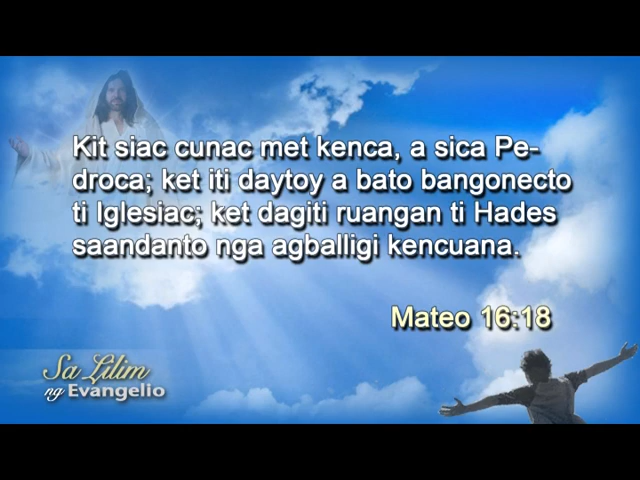 Kit siac cunac met kenca, a sica Pe-
droca; ket iti daytoy a bato bangonecto
ti Iglesiac; ket dagiti ruangan ti Hades
saandanto nga agballigi kencuana.
Mateo 16:18
Sa Lilim
ng Evangelio